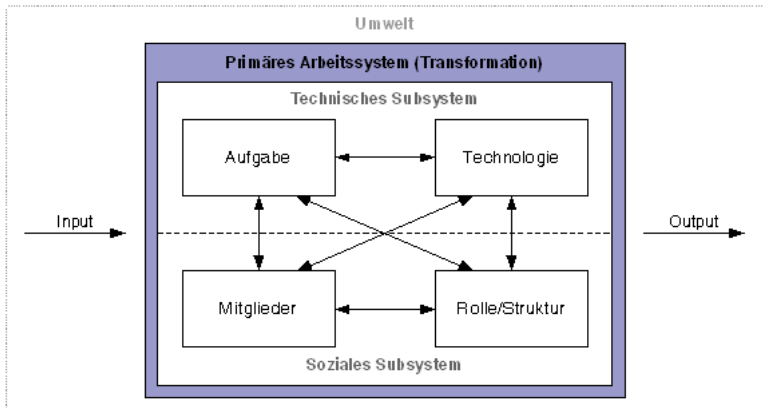 Umwelt
Primäres Arbeitssystem (Transformation)
Technisches Subsystem
Aufgabe
Technologie
Input
Output
Mitglieder
Rolle/Struktur
Soziales Subsystem